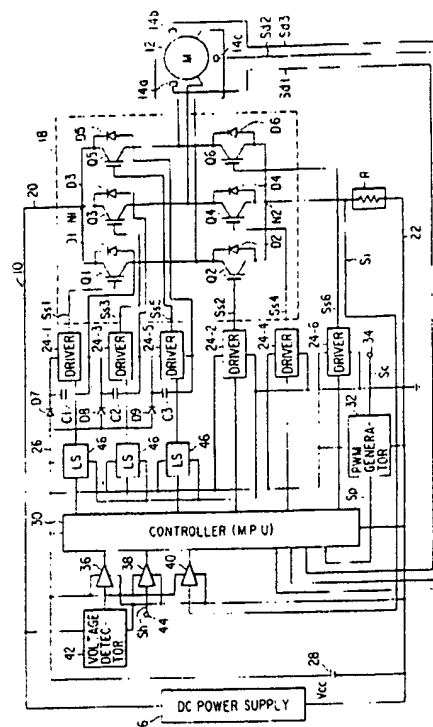 10
20
18
12
14b
14a
14c
M
Sd2
Sd3
Sd1
D1
N1
D3
D5
Q1
Q3
Q5
D2
N2
D4
D6
Q2
Q4
Q6
R
22
Si
Ss1
Ss3
Ss5
Ss2
Ss4
Ss6
24-1
24-3
24-5
24-2
24-4
24-6
DRIVER
DRIVER
DRIVER
DRIVER
DRIVER
DRIVER
D7
D8
D9
C1
C2
C3
26
LS
46
LS
46
LS
46
34
Sc
32
PWM GENERA-
TOR
Sp
30
CONTROLLER (MPU)
36
38
40
42
VOLTAGE
DETEC-
TOR
Sh
44
28
Vcc
DC POWER SUPPLY